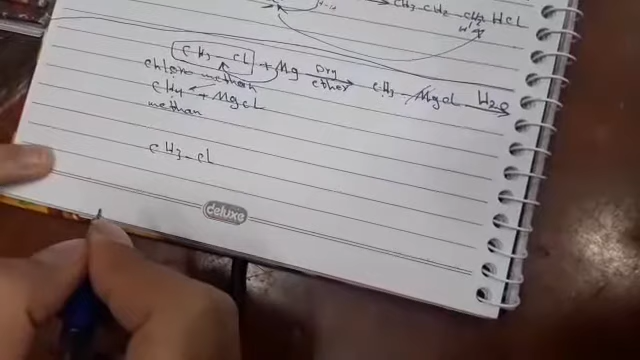 CH3-CH2-CH3 HCL
CH3-CL + Mg Dry ether CH3-MgCL H2O
chloro methan
CH4 + MgCL
methan
CH3-CL
deluxe